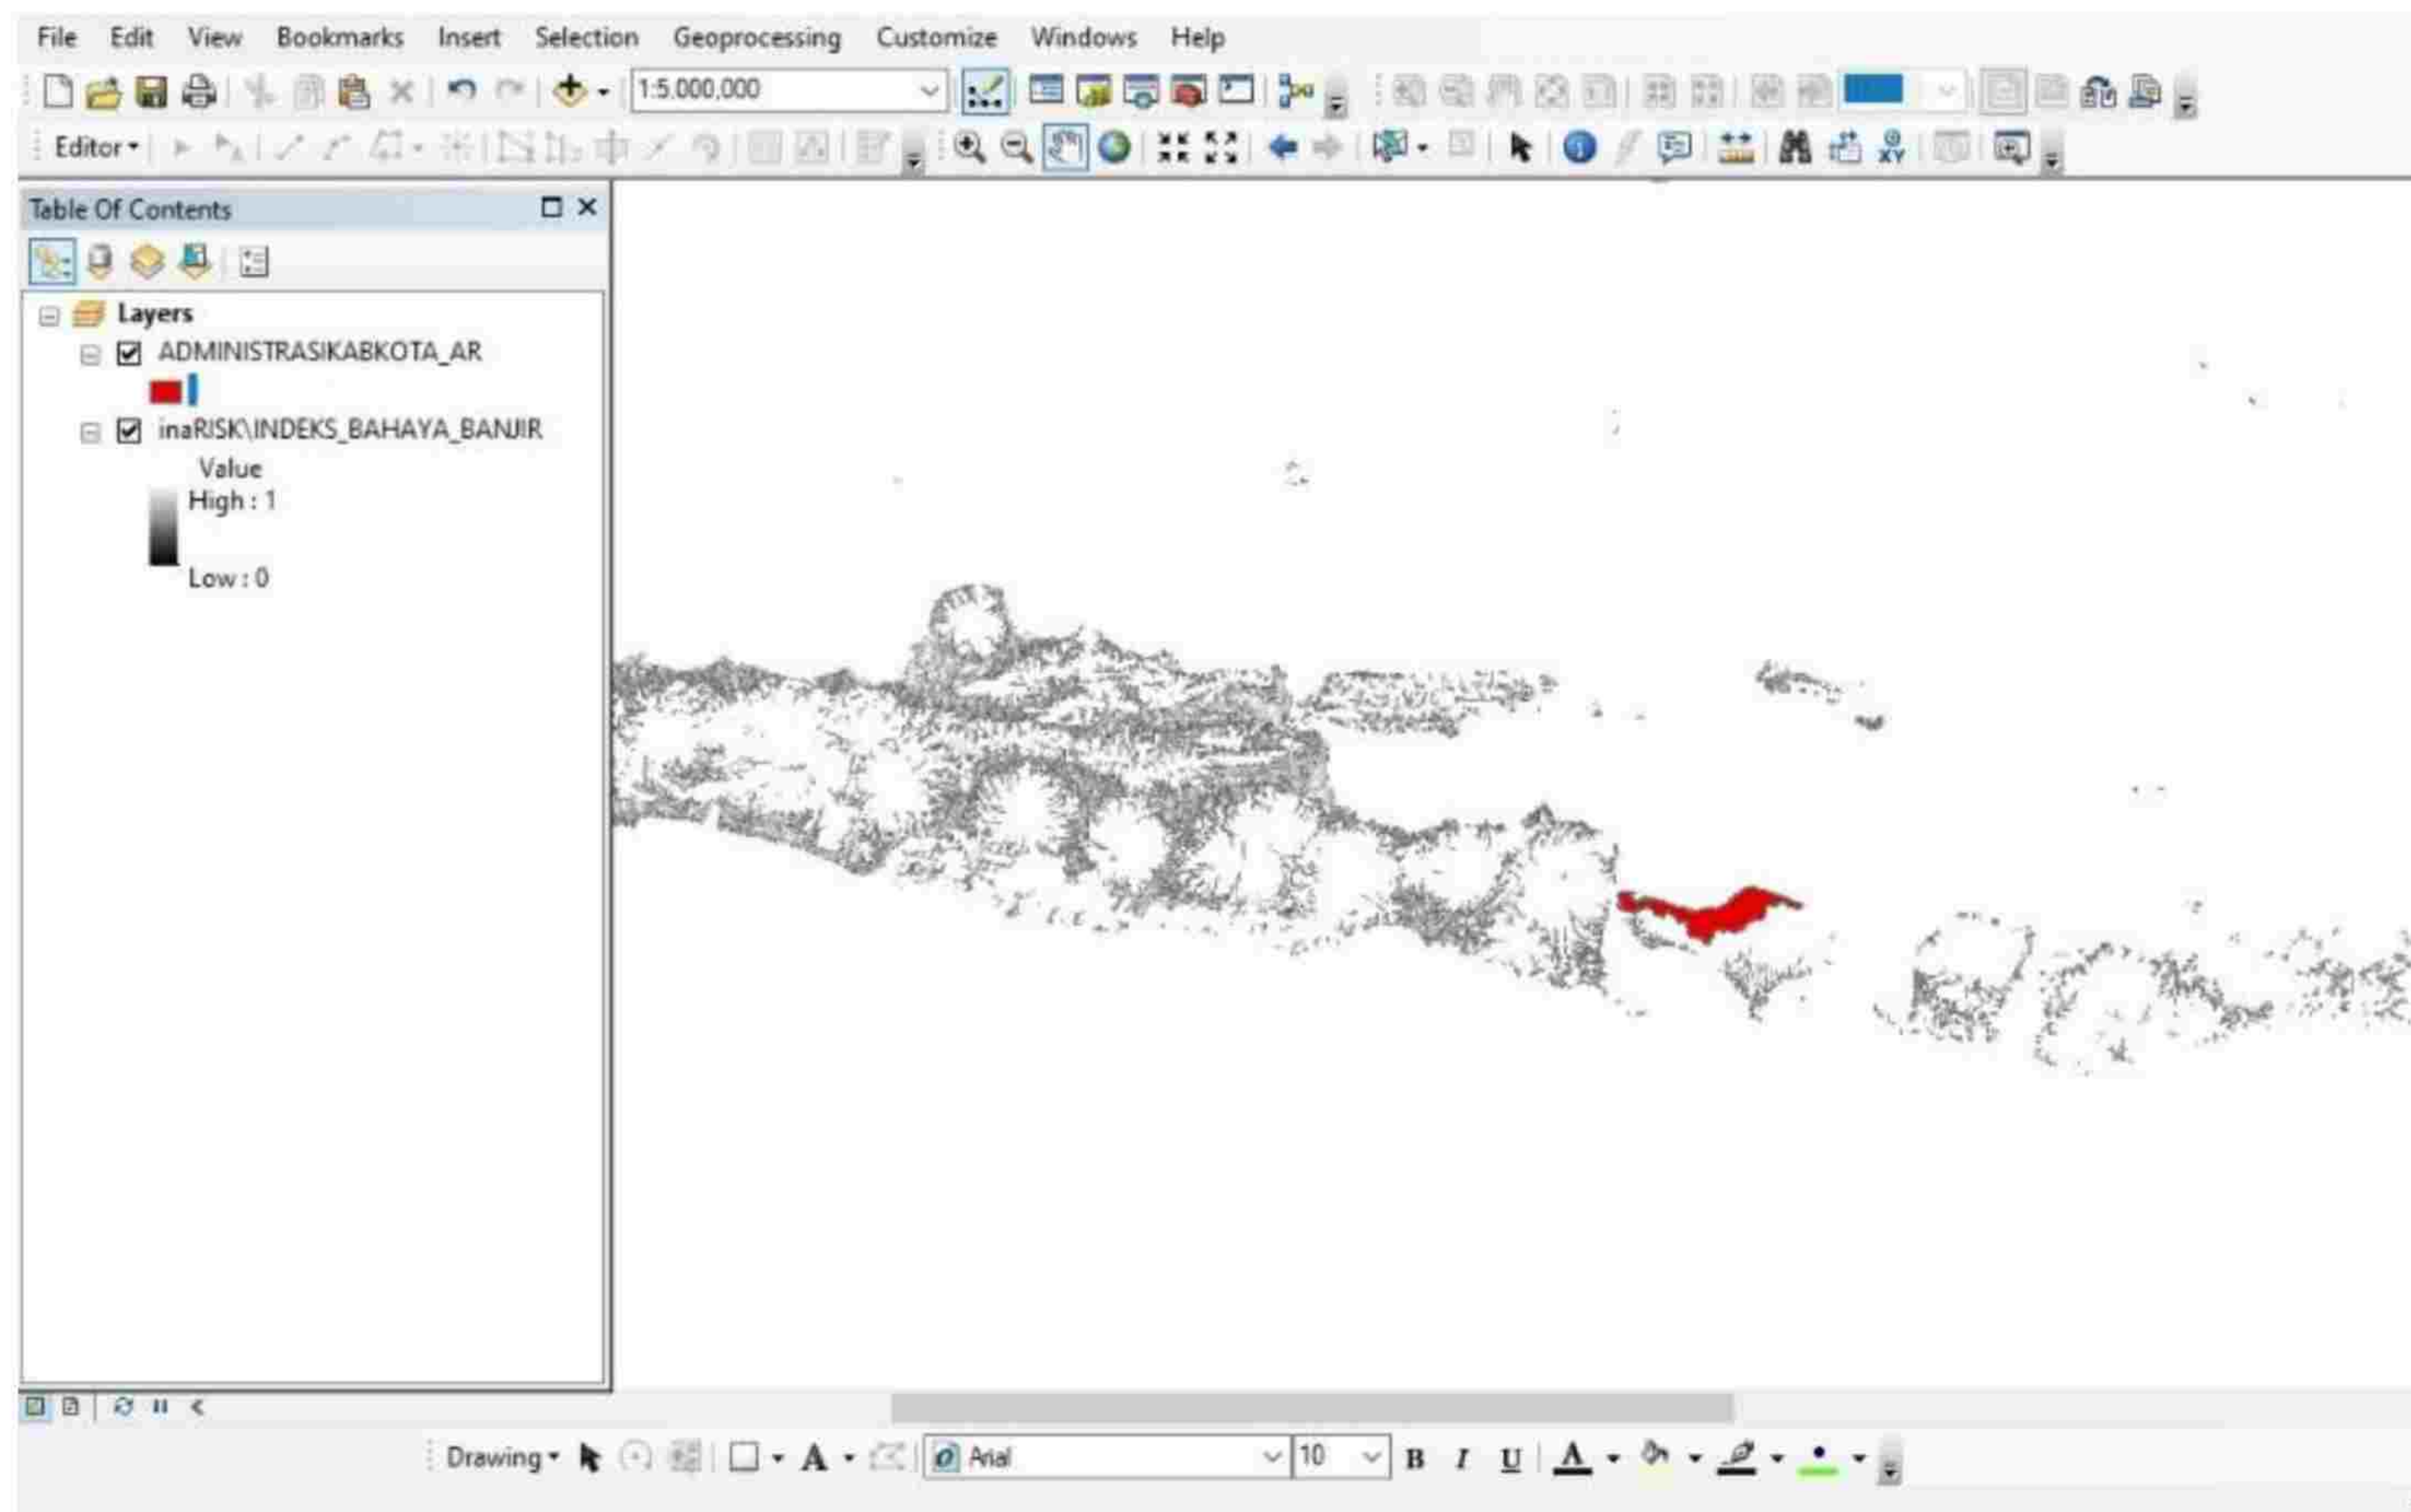 File Edit View Bookmarks Insert Selection Geoprocessing Customize Windows Help
1:5.000,000
Editor
XY
Table Of Contents
Layers
ADMINISTRASIKABKOTA_AR
inaRISK\INDEKS_BAHAYA_BANJIR
Value
High : 1
Low : 0
Drawing A Arial 10 B I U A